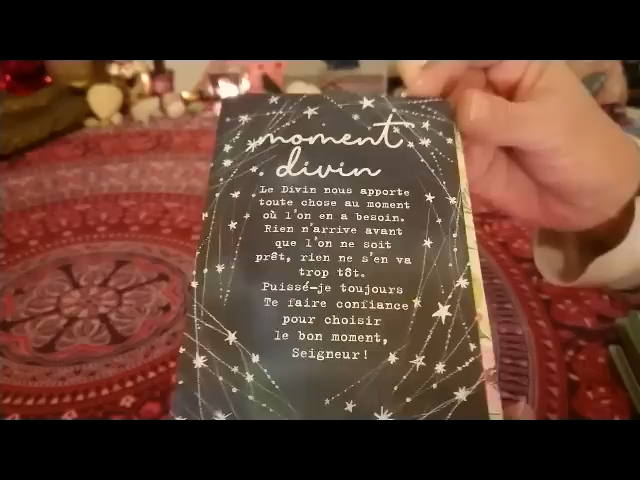 moment
divin
Le Divin nous apporte
toute chose au moment
où l'on en a besoin.
Rien n'arrive avant
que l'on ne soit
prêt, rien ne s'en va
trop tôt.
Puissé-je toujours
Te faire confiance
pour choisir
le bon moment,
Seigneur!